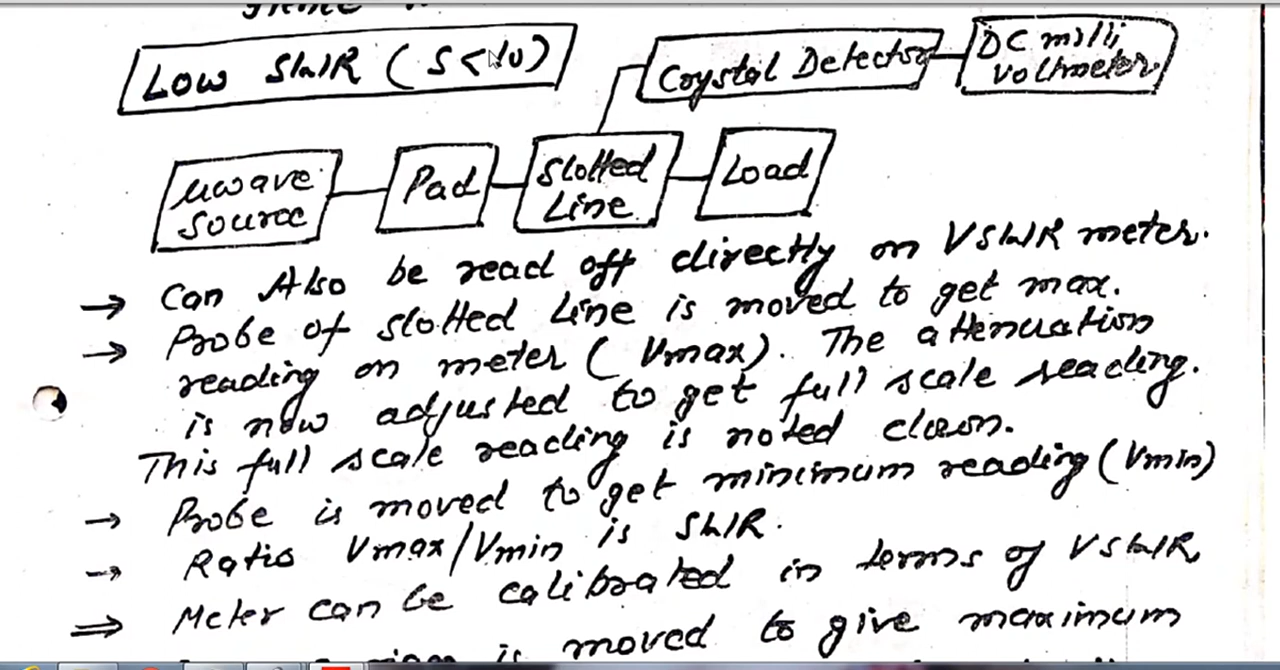 Low SWR (S<10)
Crystal Detector
DC milli
voltmeter
μwave
source
Pad
Slotted
Line
Load
→ Can Also be read off directly on VSWR meter.
→ Probe of slotted Line is moved to get max.
reading on meter (Vmax). The attenuation
is now adjusted to get full scale reading.
This full scale reading is noted down.
→ Probe is moved to get minimum reading (Vmin)
→ Ratio Vmax/Vmin is SWR.
⇒ Meter can be calibrated in terms of VSWR
is moved to give maximum